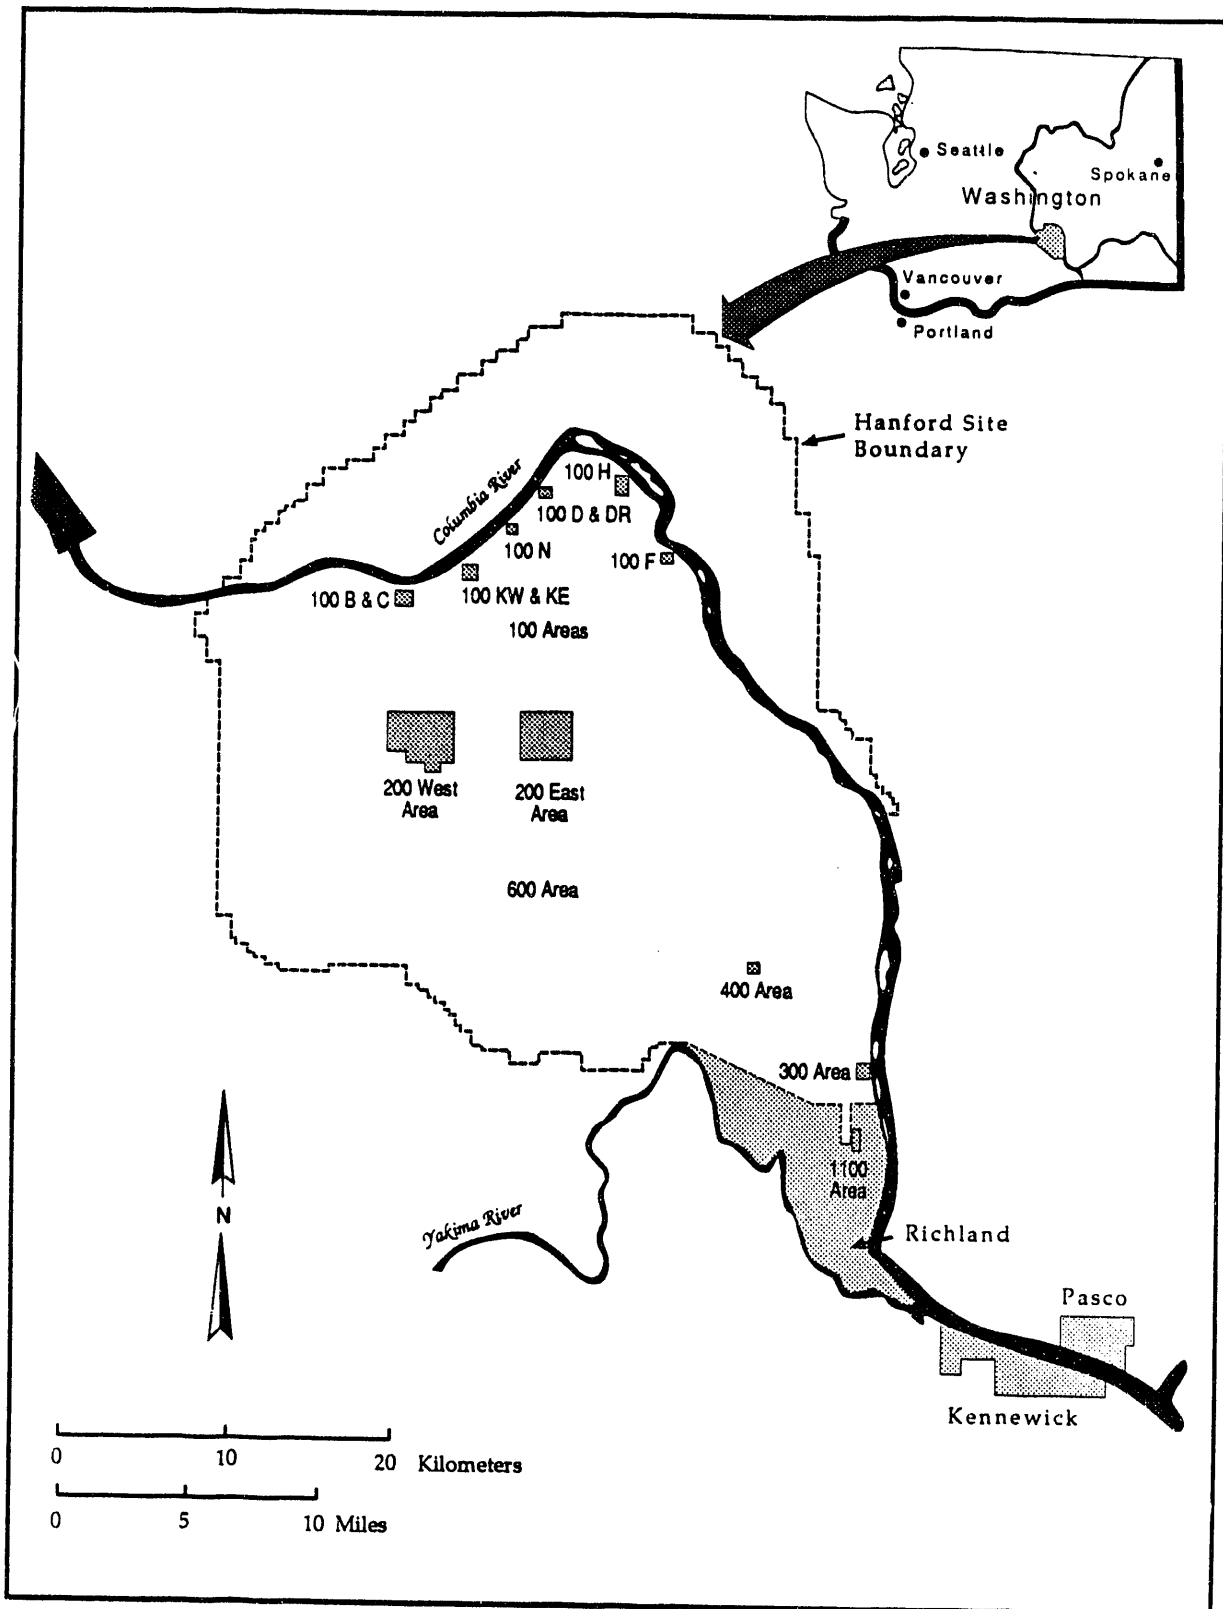 Seattle
Spokane
Washington
Vancouver
Portland
Hanford Site
Boundary
Columbia River
100 H
100 D & DR
100 N
100 F
100 B & C
100 KW & KE
100 Areas
200 West
Area
200 East
Area
600 Area
400 Area
300 Area
1100
Area
N
Yakima River
Richland
Pasco
Kennewick
0 10 20 Kilometers
0 5 10 Miles